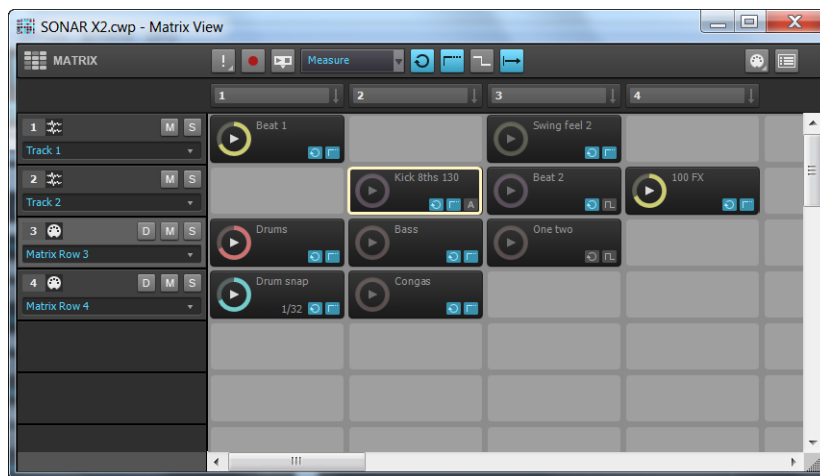 SONAR X2.cwp - Matrix View
MATRIX
Measure
1 2 3 4
1 M S
Track 1
Beat 1
Swing feel 2
2 M S
Track 2
Kick 8ths 130
A
Beat 2
100 FX
3 D M S
Matrix Row 3
Drums
Bass
One two
4 D M S
Matrix Row 4
Drum snap
1/32
Congas